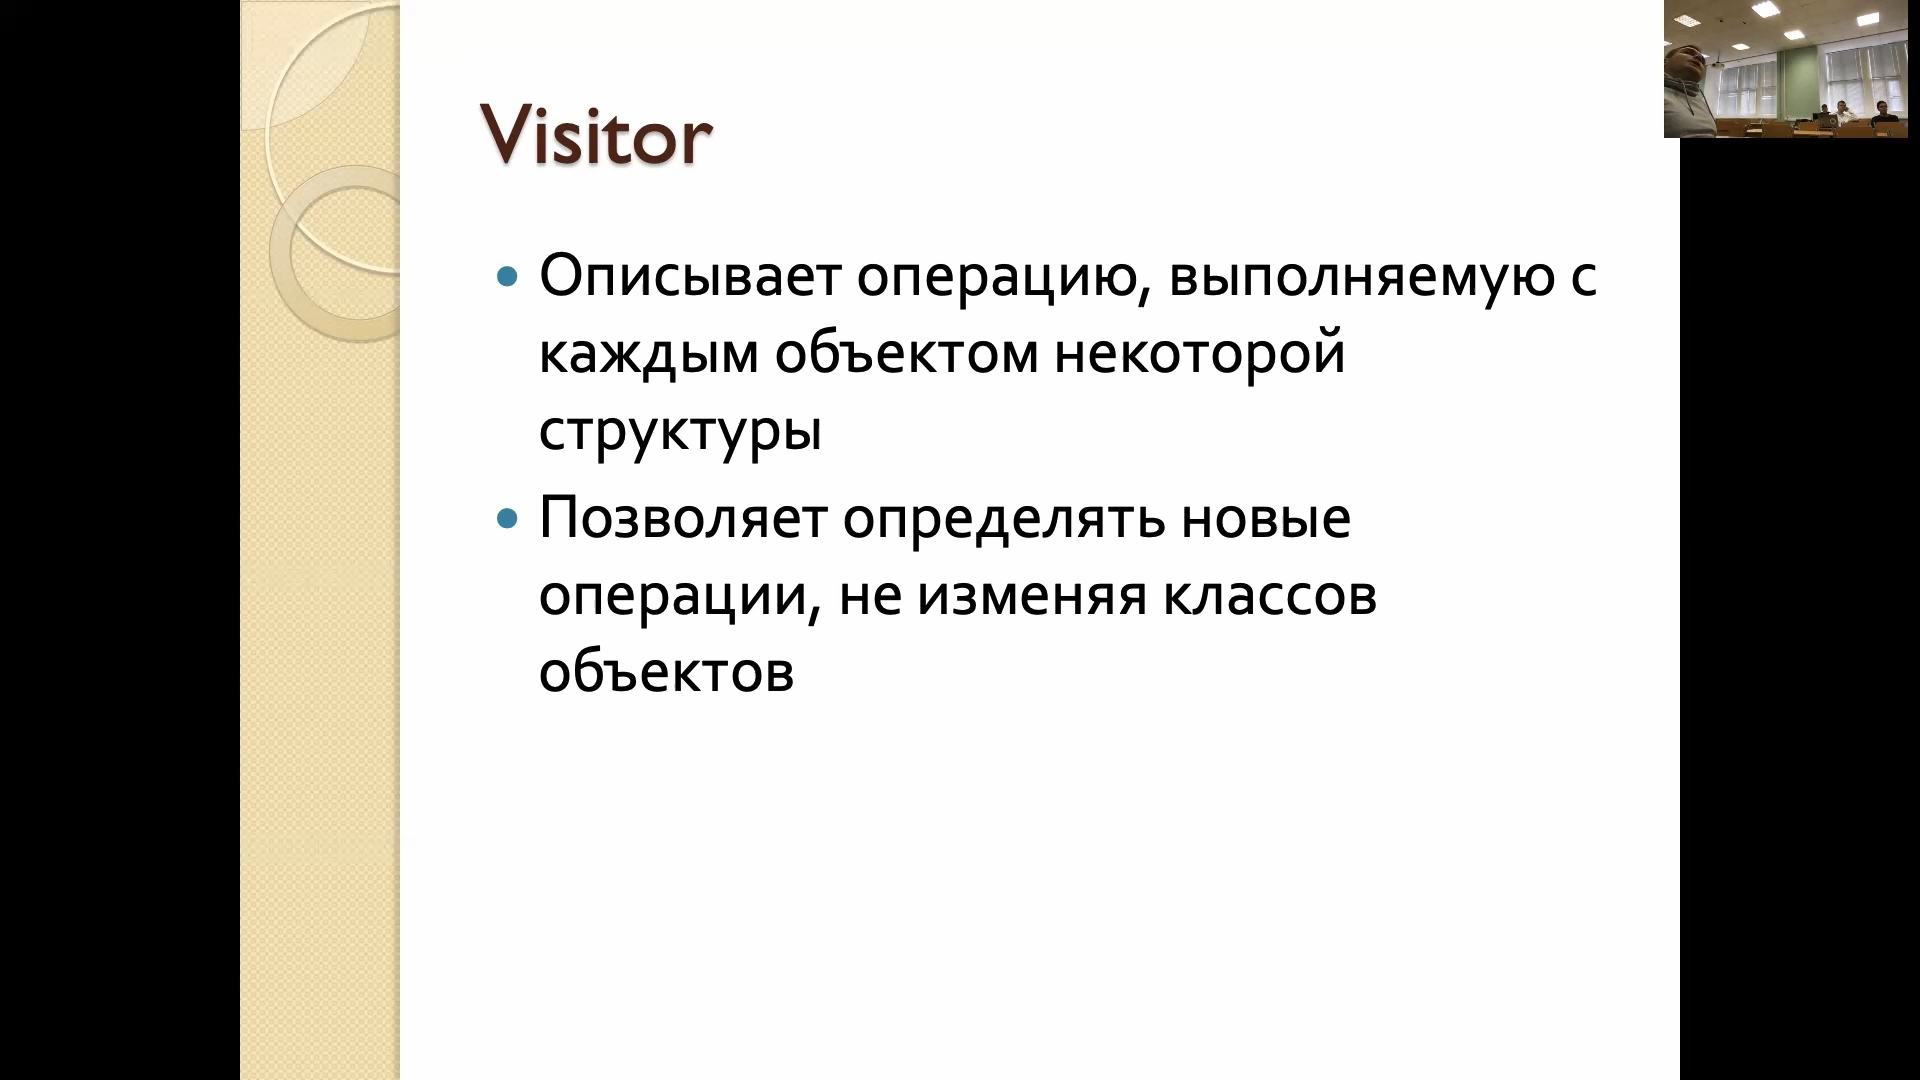 Visitor
Описывает операцию, выполняемую с
каждым объектом некоторой
структуры
Позволяет определять новые
операции, не изменяя классов
объектов